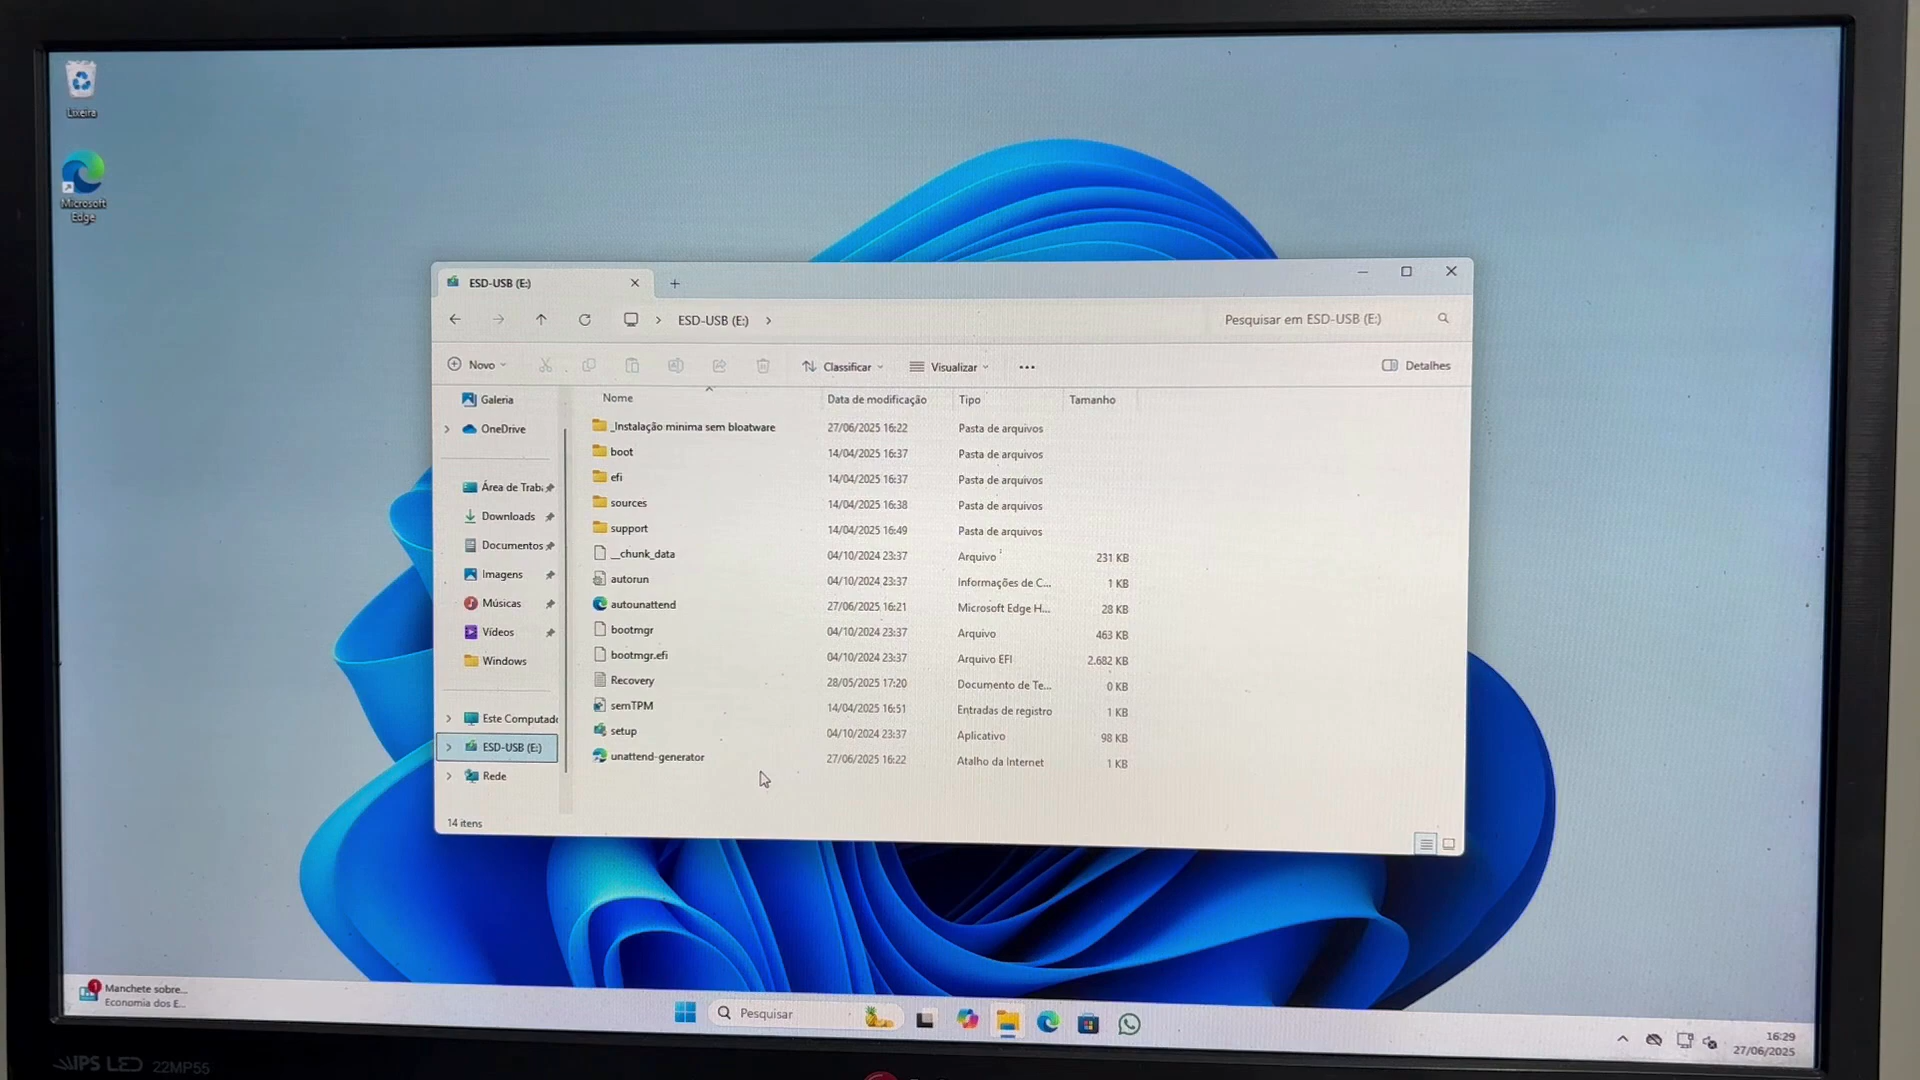 Lixeira
Microsoft
Edge
ESD-USB (E:)
ESD-USB (E:)
Pesquisar em ESD-USB (E:)
Novo
Classificar
Visualizar
Detalhes
Galeria
OneDrive
Área de Trab
Downloads
Documentos
Imagens
Músicas
Vídeos
Windows
Este Computad
ESD-USB (E:)
Rede
Nome Data de modificação Tipo Tamanho
_Instalação minima sem bloatware 27/06/2025 16:22 Pasta de arquivos
boot 14/04/2025 16:37 Pasta de arquivos
efi 14/04/2025 16:37 Pasta de arquivos
sources 14/04/2025 16:38 Pasta de arquivos
support 14/04/2025 16:49 Pasta de arquivos
__chunk_data 04/10/2024 23:37 Arquivo 231 KB
autorun 04/10/2024 23:37 Informações de C... 1 KB
autounattend 27/06/2025 16:21 Microsoft Edge H... 28 KB
bootmgr 04/10/2024 23:37 Arquivo 463 KB
bootmgr.efi 04/10/2024 23:37 Arquivo EFI 2.682 KB
Recovery 28/05/2025 17:20 Documento de Te... 0 KB
semTPM 14/04/2025 16:51 Entradas de registro 1 KB
setup 04/10/2024 23:37 Aplicativo 98 KB
unattend-generator 27/06/2025 16:22 Atalho da Internet 1 KB
14 itens
1
Manchete sobre...
Economia dos E...
Pesquisar
16:29
27/06/2025
IPS LED 22MP55